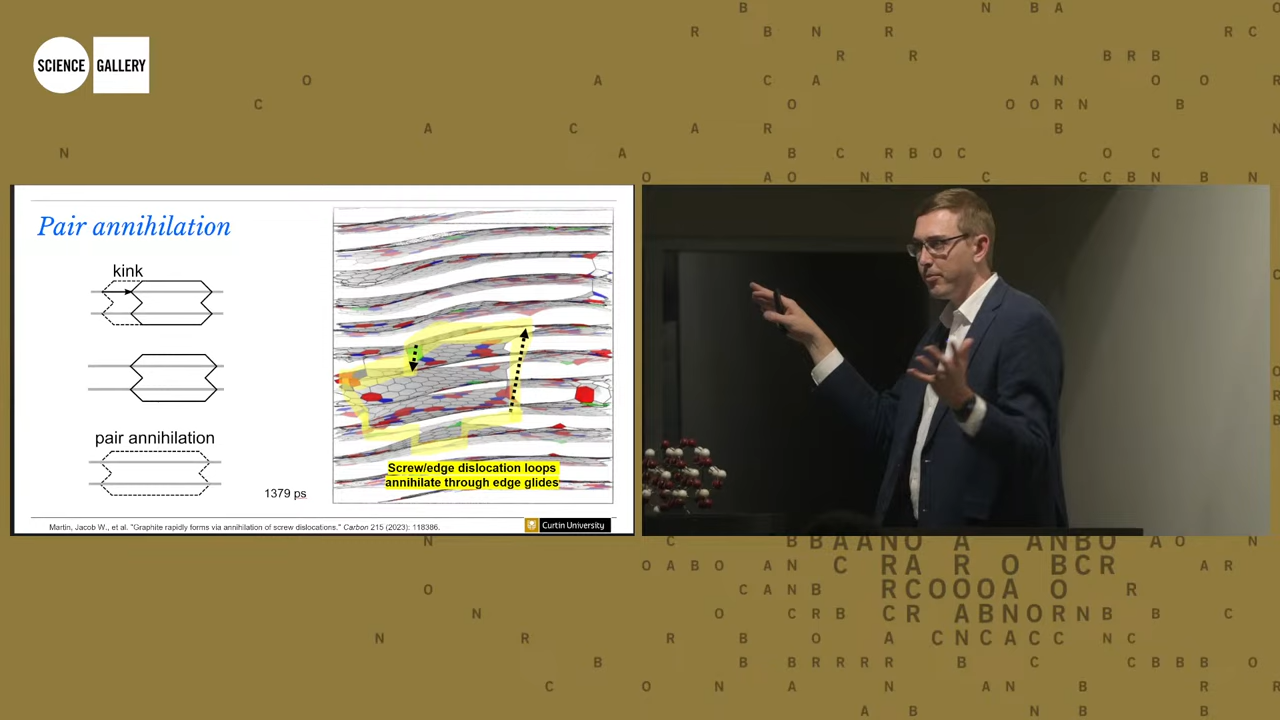 SCIENCE GALLERY
Pair annihilation
kink
pair annihilation
1379 ps
Screw/edge dislocation loops
annihilate through edge glides
Martin, Jacob W., et al. "Graphite rapidly forms via annihilation of screw dislocations." Carbon 215 (2023): 118386.
Curtin University